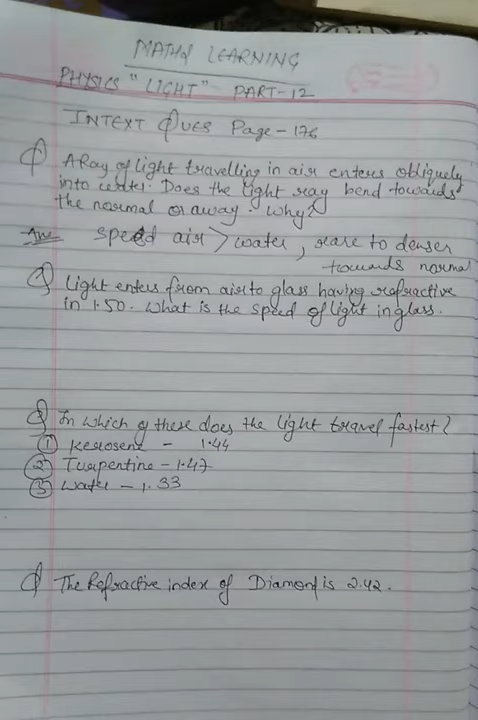 MATHS LEARNING
PHYSICS "LIGHT" PART-12
INTEXT QUES Page-176
Q A Ray of light travelling in air enters obliquely
into water. Does the light ray bend towards
the normal or away. Why?
Ans speed air > water, rare to denser
towards normal
Q Light enters from air to glass having refractive
in 1.50. What is the speed of light in glass.
Q In which of these does the light travel fastest?
① Kerosene - 1.44
② Turpentine - 1.47
③ Water - 1.33
Q The Refractive index of Diamond is 2.42.